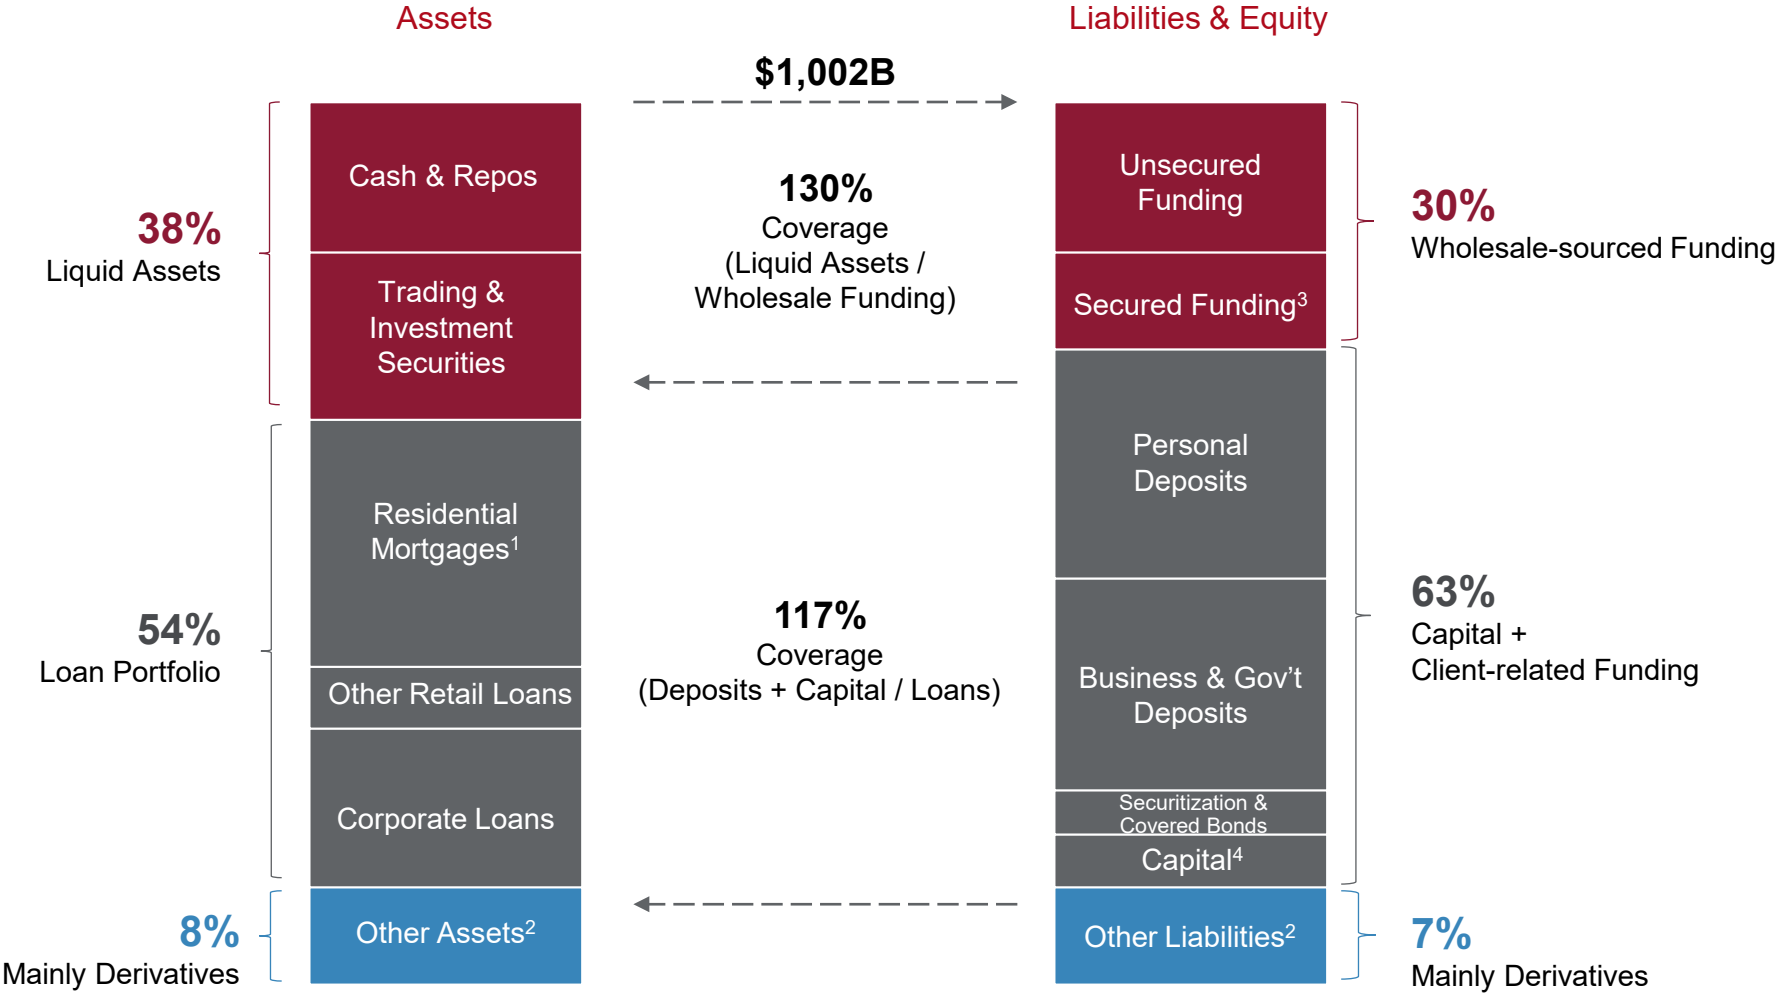 Assets
Liabilities & Equity
$1,002B
38%
Liquid Assets
Cash & Repos
Trading &
Investment
Securities
130%
Coverage
(Liquid Assets /
Wholesale Funding)
Unsecured
Funding
Secured Funding³
30%
Wholesale-sourced Funding
54%
Loan Portfolio
Residential
Mortgages¹
Other Retail Loans
Corporate Loans
117%
Coverage
(Deposits + Capital / Loans)
Personal
Deposits
Business & Gov’t
Deposits
Securitization &
Covered Bonds
Capital⁴
63%
Capital +
Client-related Funding
8%
Mainly Derivatives
Other Assets²
Other Liabilities²
7%
Mainly Derivatives